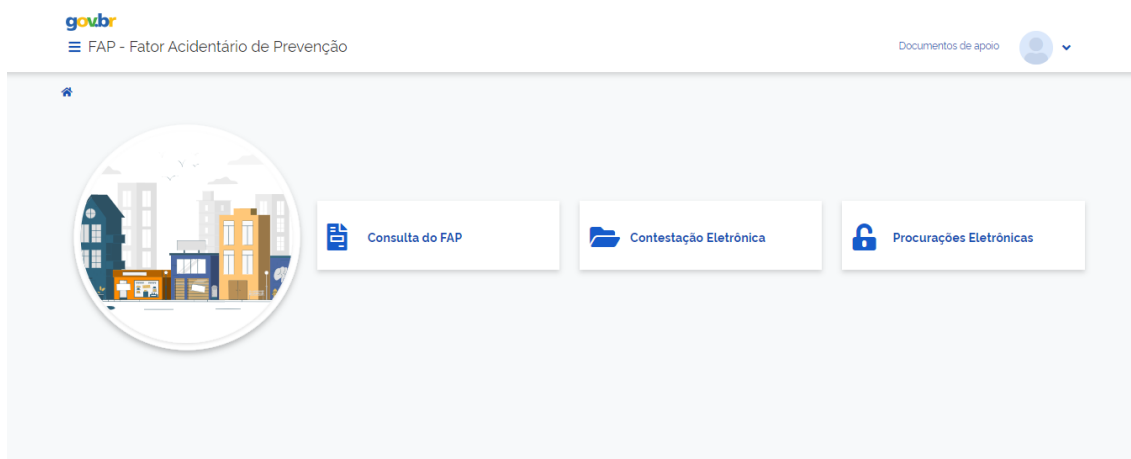 gov.br
FAP - Fator Acidentário de Prevenção
Documentos de apoio
Consulta do FAP
Contestação Eletrônica
Procurações Eletrônicas